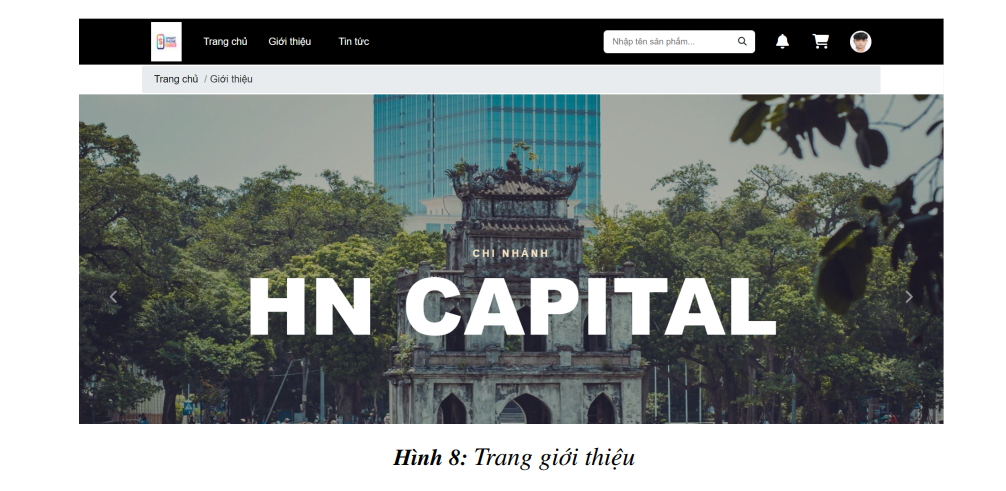 Trang chủ Giới thiệu Tin tức Nhập tên sản phẩm...
Trang chủ / Giới thiệu
CHI NHÁNH
HN CAPITAL
Hình 8: Trang giới thiệu